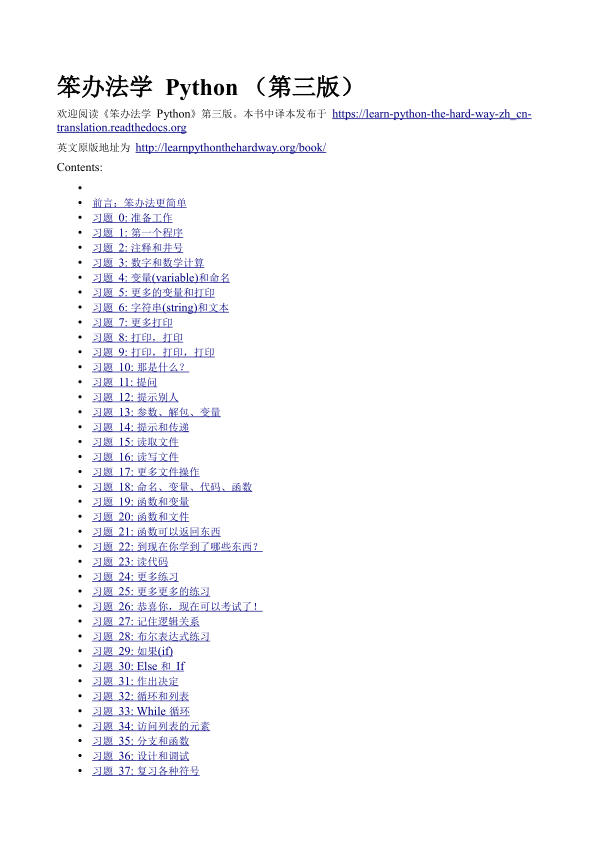 笨办法学 Python （第三版）
欢迎阅读《笨办法学 Python》第三版。本书中译本发布于 https://learn-python-the-hard-way-zh_cn-
translation.readthedocs.org
英文原版地址为 http://learnpythonthehardway.org/book/
Contents:
•
• 前言：笨办法更简单
• 习题 0: 准备工作
• 习题 1: 第一个程序
• 习题 2: 注释和井号
• 习题 3: 数字和数学计算
• 习题 4: 变量(variable)和命名
• 习题 5: 更多的变量和打印
• 习题 6: 字符串(string)和文本
• 习题 7: 更多打印
• 习题 8: 打印，打印
• 习题 9: 打印，打印，打印
• 习题 10: 那是什么？
• 习题 11: 提问
• 习题 12: 提示别人
• 习题 13: 参数、解包、变量
• 习题 14: 提示和传递
• 习题 15: 读取文件
• 习题 16: 读写文件
• 习题 17: 更多文件操作
• 习题 18: 命名、变量、代码、函数
• 习题 19: 函数和变量
• 习题 20: 函数和文件
• 习题 21: 函数可以返回东西
• 习题 22: 到现在你学到了哪些东西？
• 习题 23: 读代码
• 习题 24: 更多练习
• 习题 25: 更多更多的练习
• 习题 26: 恭喜你，现在可以考试了！
• 习题 27: 记住逻辑关系
• 习题 28: 布尔表达式练习
• 习题 29: 如果(if)
• 习题 30: Else 和 If
• 习题 31: 作出决定
• 习题 32: 循环和列表
• 习题 33: While 循环
• 习题 34: 访问列表的元素
• 习题 35: 分支和函数
• 习题 36: 设计和调试
• 习题 37: 复习各种符号